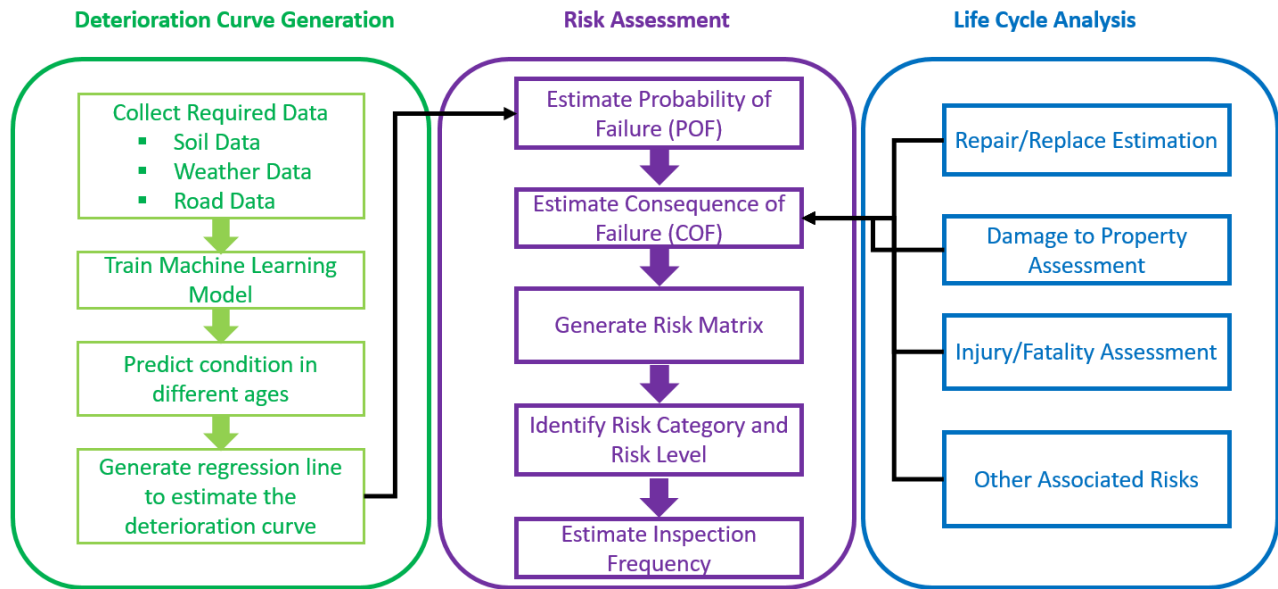 Deterioration Curve Generation
Collect Required Data
▪ Soil Data
▪ Weather Data
▪ Road Data
Train Machine Learning
Model
Predict condition in
different ages
Generate regression line
to estimate the
deterioration curve
Risk Assessment
Estimate Probability of
Failure (POF)
Estimate Consequence of
Failure (COF)
Generate Risk Matrix
Identify Risk Category and
Risk Level
Estimate Inspection
Frequency
Life Cycle Analysis
Repair/Replace Estimation
Damage to Property
Assessment
Injury/Fatality Assessment
Other Associated Risks